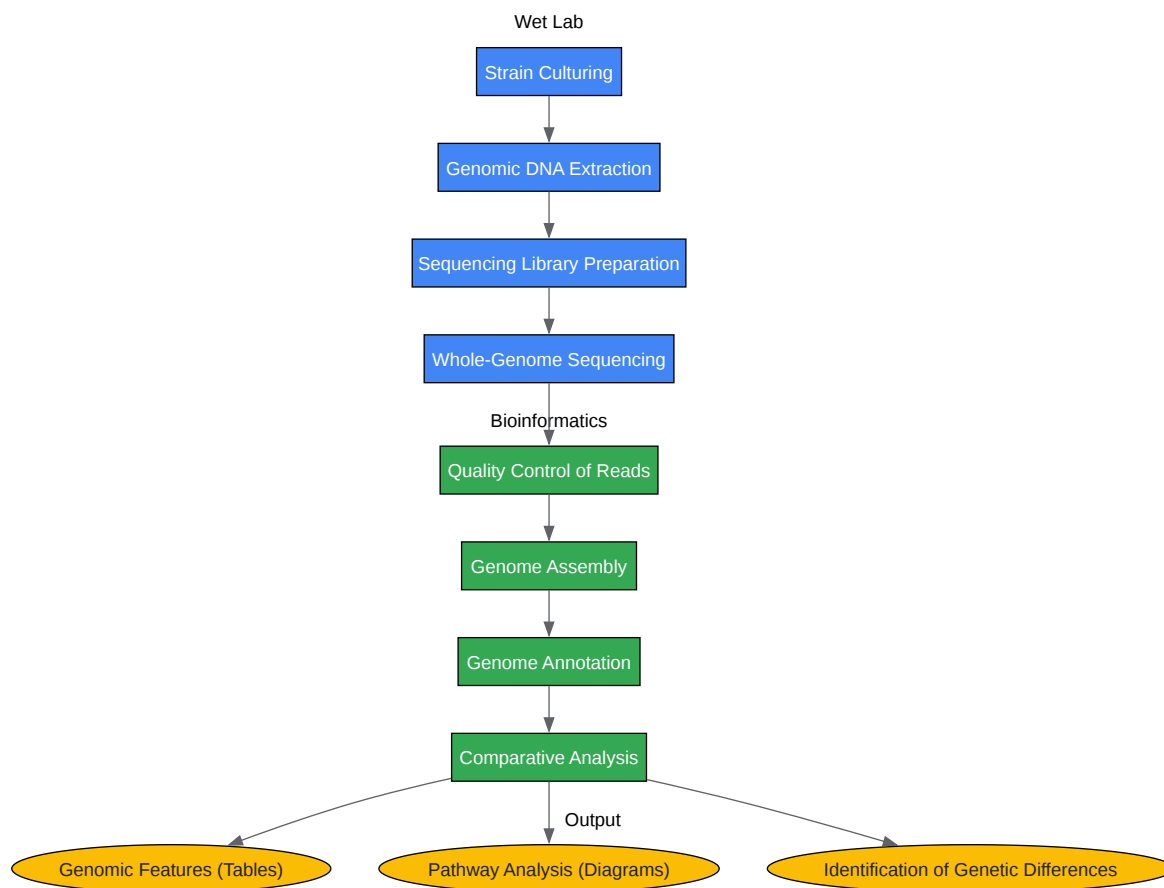 Wet Lab
Strain Culturing
Genomic DNA Extraction
Sequencing Library Preparation
Whole-Genome Sequencing
Bioinformatics
Quality Control of Reads
Genome Assembly
Genome Annotation
Comparative Analysis
Output
Genomic Features (Tables)
Pathway Analysis (Diagrams)
Identification of Genetic Differences